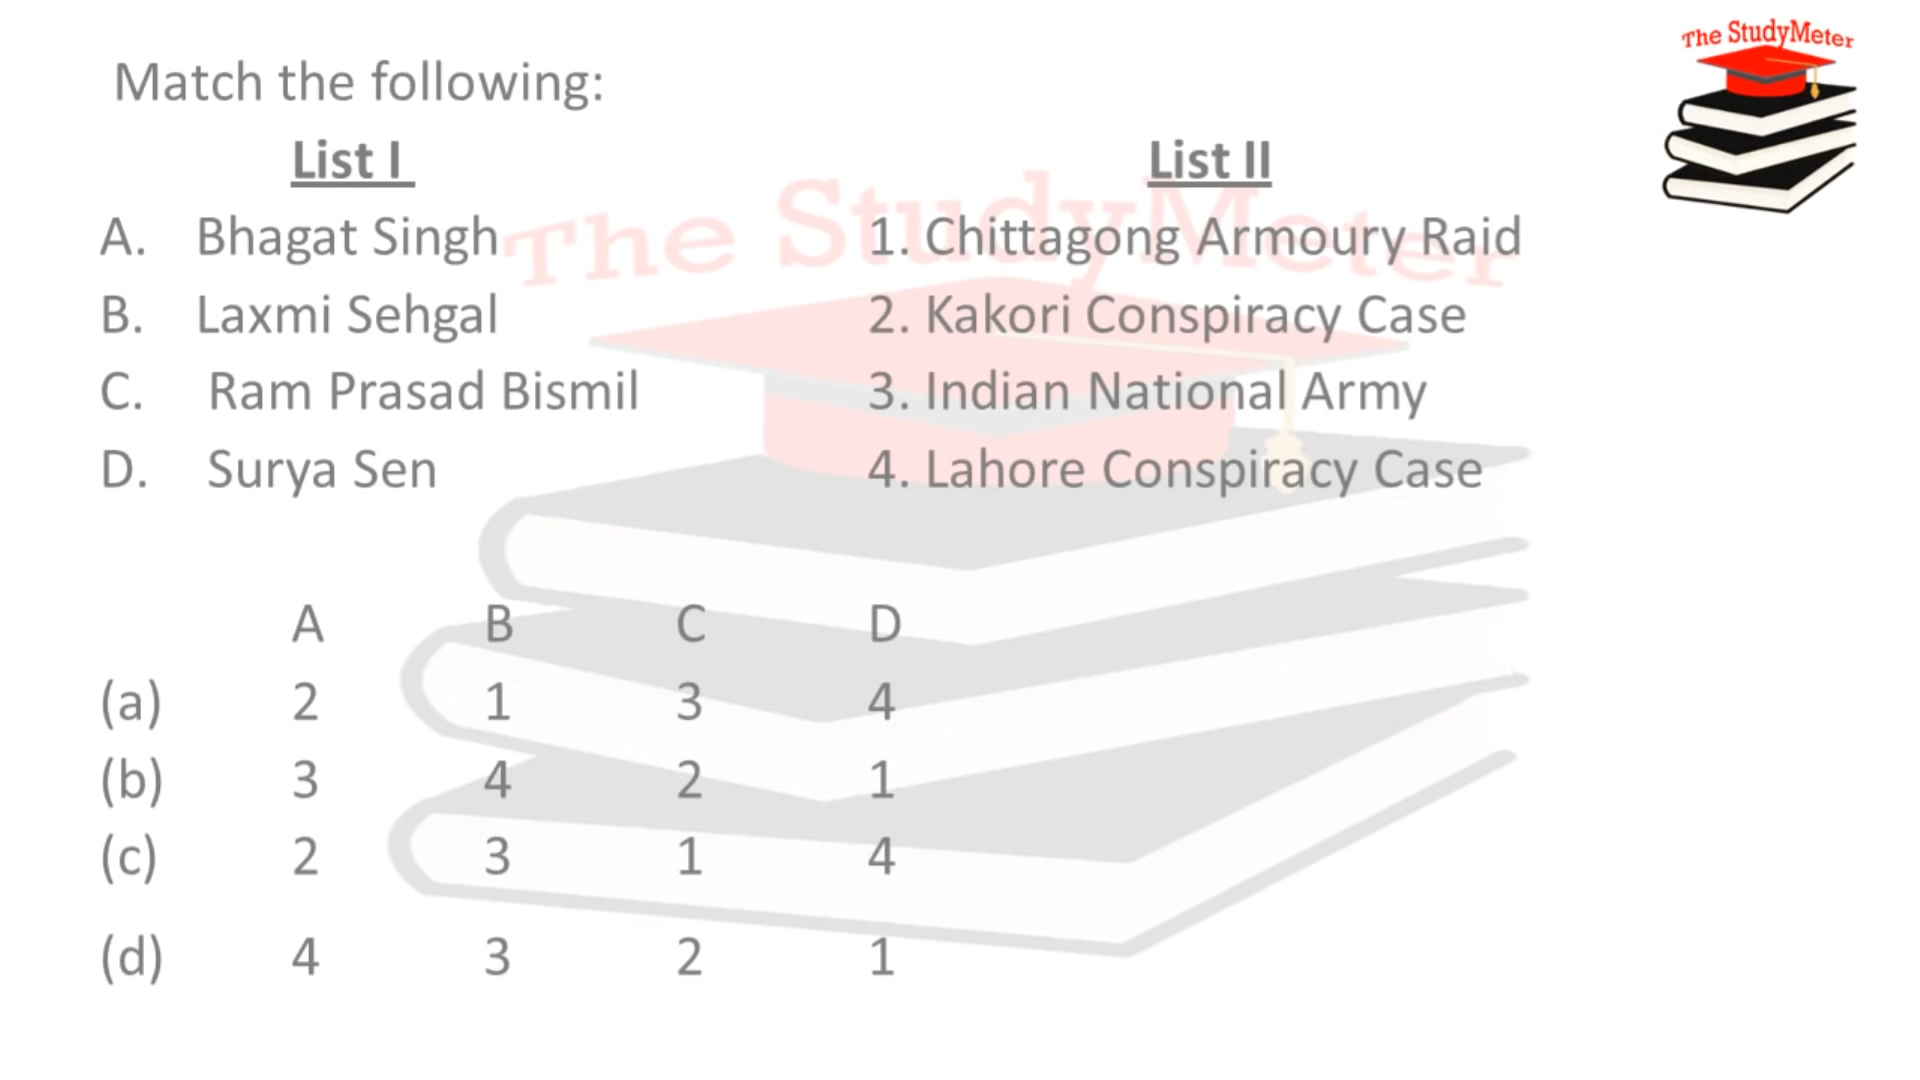 The StudyMeter
Match the following:
List I List II
A. Bhagat Singh 1. Chittagong Armoury Raid
B. Laxmi Sehgal 2. Kakori Conspiracy Case
C. Ram Prasad Bismil 3. Indian National Army
D. Surya Sen 4. Lahore Conspiracy Case
The StudyMeter
A B C D
(a) 2 1 3 4
(b) 3 4 2 1
(c) 2 3 1 4
(d) 4 3 2 1